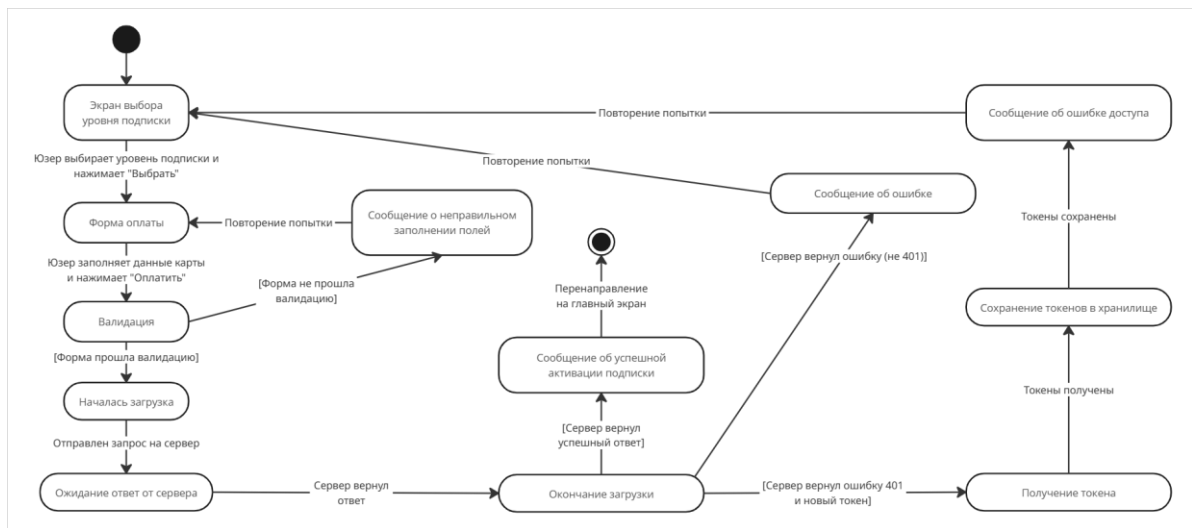 Экран выбора
уровня подписки
Юзер выбирает уровень подписки и
нажимает "Выбрать"
Форма оплаты
Юзер заполняет данные карты
и нажимает "Оплатить"
Валидация
[Форма прошла валидацию]
Началась загрузка
Отправлен запрос на сервер
Ожидание ответ от сервера
Повторение попытки
Сообщение о неправильном
заполнении полей
[Форма не прошла
валидацию]
Сервер вернул
ответ
Окончание загрузки
[Сервер вернул
успешный ответ]
Сообщение об успешной
активации подписки
Перенаправление
на главный экран
[Сервер вернул ошибку (не 401)]
Сообщение об ошибке
Повторение попытки
[Сервер вернул ошибку 401
и новый токен]
Получение токена
Токены получены
Сохранение токенов в хранилище
Токены сохранены
Сообщение об ошибке доступа
Повторение попытки